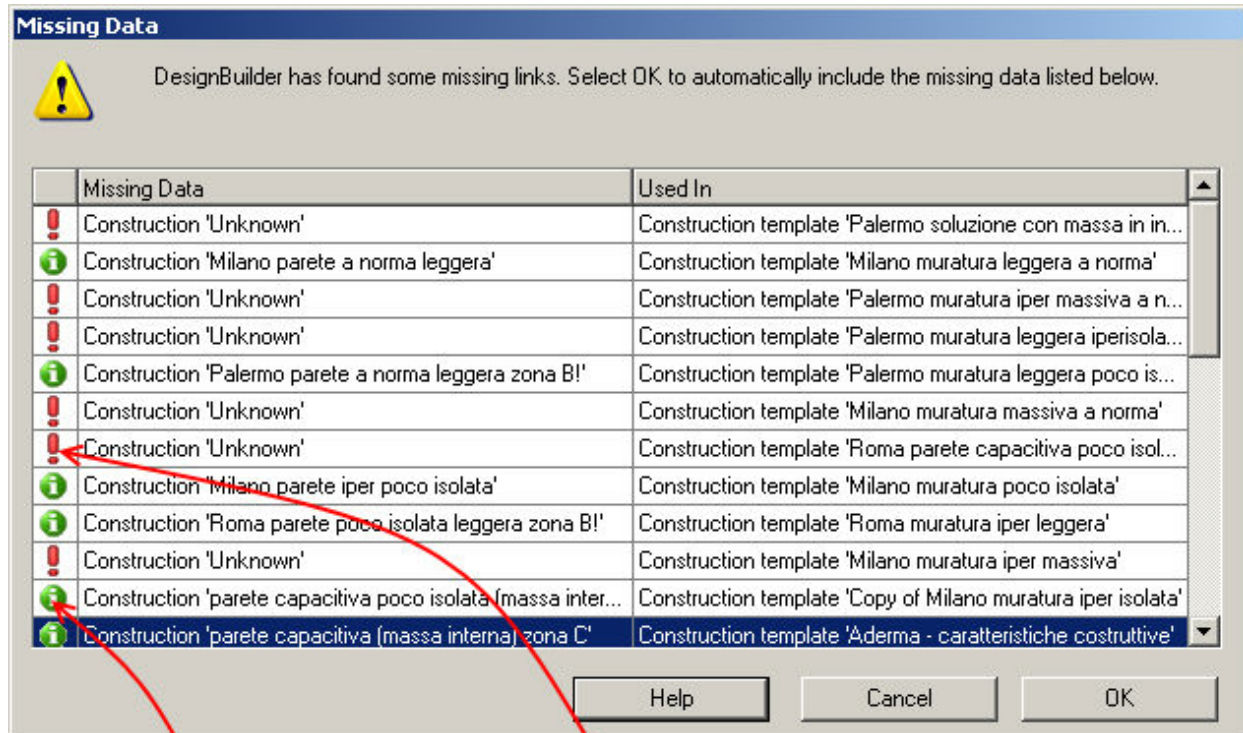 Missing Data
DesignBuilder has found some missing links. Select OK to automatically include the missing data listed below.
Missing Data Used In
Construction 'Unknown' Construction template 'Palermo soluzione con massa in in...
Construction 'Milano parete a norma leggera' Construction template 'Milano muratura leggera a norma'
Construction 'Unknown' Construction template 'Palermo muratura iper massiva a n...
Construction 'Unknown' Construction template 'Palermo muratura leggera iperisola...
Construction 'Palermo parete a norma leggera zona B!' Construction template 'Palermo muratura leggera poco is...
Construction 'Unknown' Construction template 'Milano muratura massiva a norma'
Construction 'Unknown' Construction template 'Roma parete capacitiva poco isol...
Construction 'Milano parete iper poco isolata' Construction template 'Milano muratura poco isolata'
Construction 'Roma parete poco isolata leggera zona B!' Construction template 'Roma muratura iper leggera'
Construction 'Unknown' Construction template 'Milano muratura iper massiva'
Construction 'parete capacitiva poco isolata (massa inter... Construction template 'Copy of Milano muratura iper isolata'
Construction 'parete capacitiva (massa interna) zona C' Construction template 'Aderma - caratteristiche costruttive'
Help Cancel OK